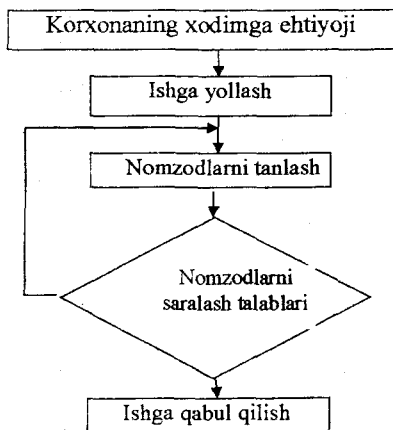 Korxonaning xodimga ehtiyoji
Ishga yollash
Nomzodlarni tanlash
Nomzodlarni
saralash talablari
Ishga qabul qilish